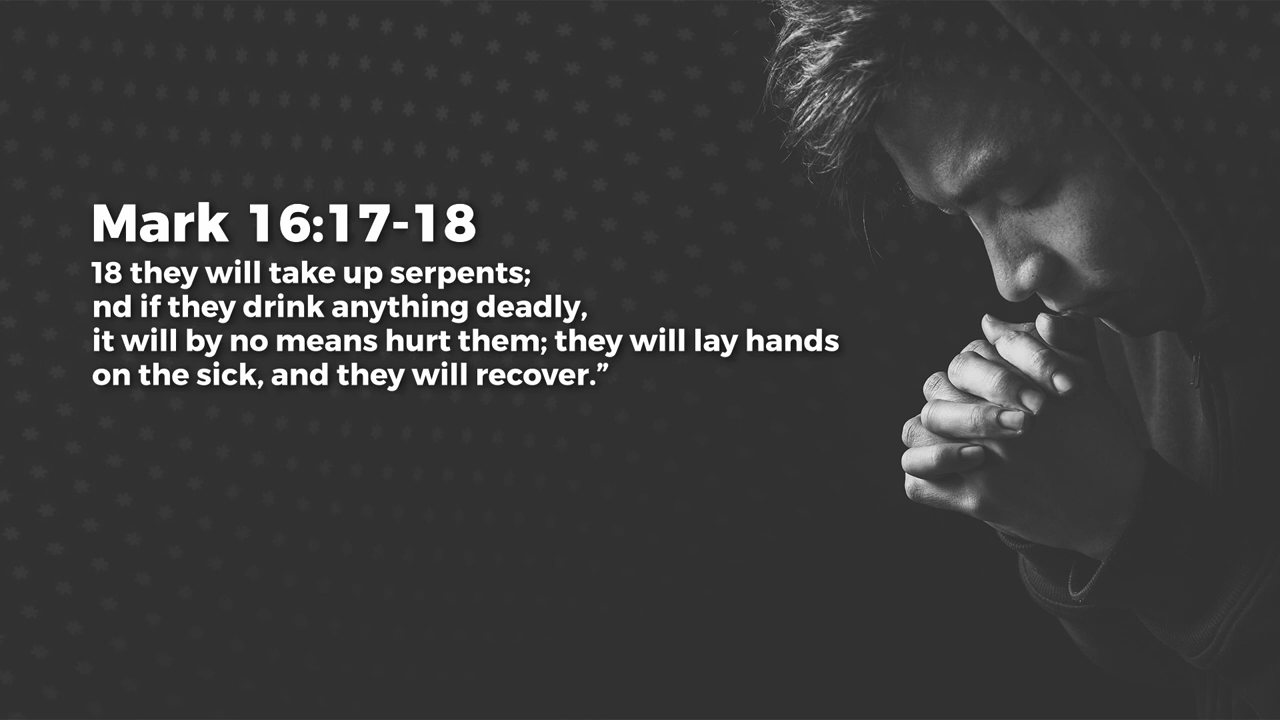 Mark 16:17-18
18 they will take up serpents;
nd if they drink anything deadly,
it will by no means hurt them; they will lay hands
on the sick, and they will recover.”